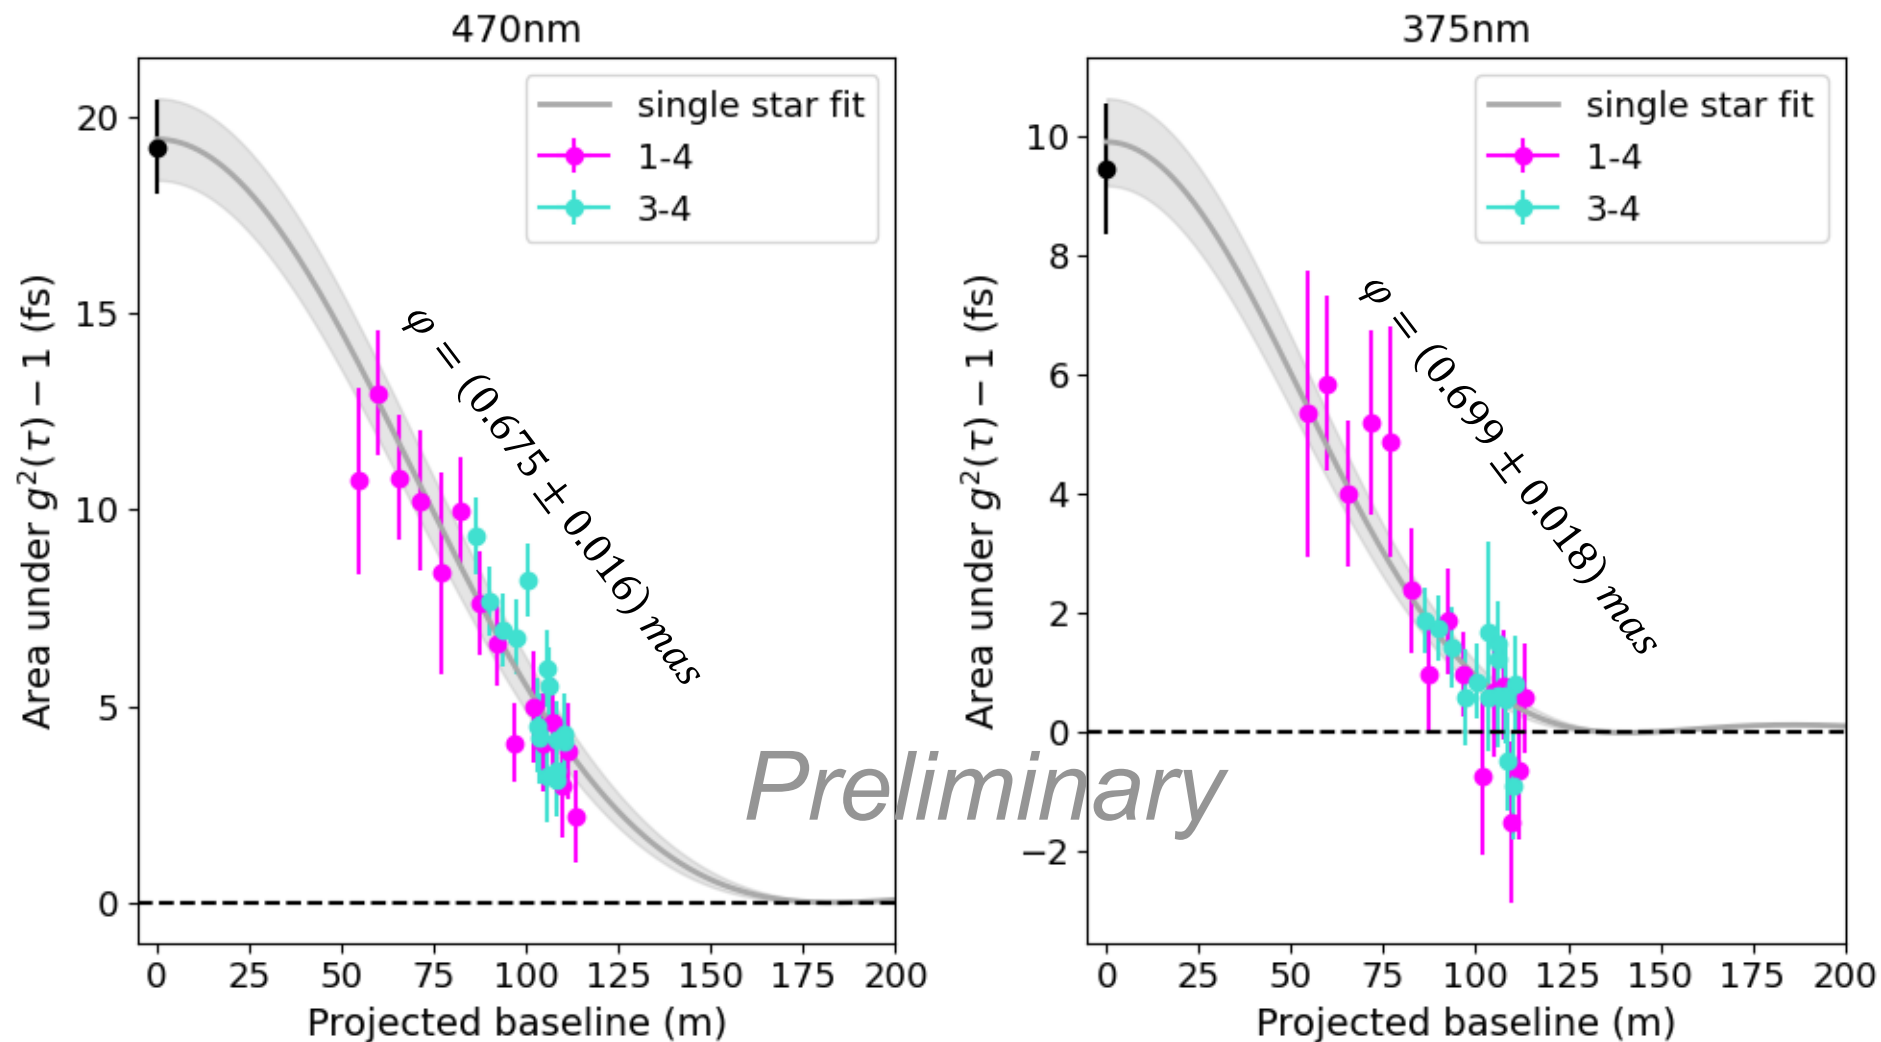 470nm
20
15
10
5
0
Area under g²(τ) − 1 (fs)
single star fit
1-4
3-4
φ = (0.675 ± 0.016) mas
0 25 50 75 100 125 150 175 200
Projected baseline (m)
375nm
10
8
6
4
2
0
−2
Area under g²(τ) − 1 (fs)
single star fit
1-4
3-4
φ = (0.699 ± 0.018) mas
0 25 50 75 100 125 150 175 200
Projected baseline (m)
Preliminary